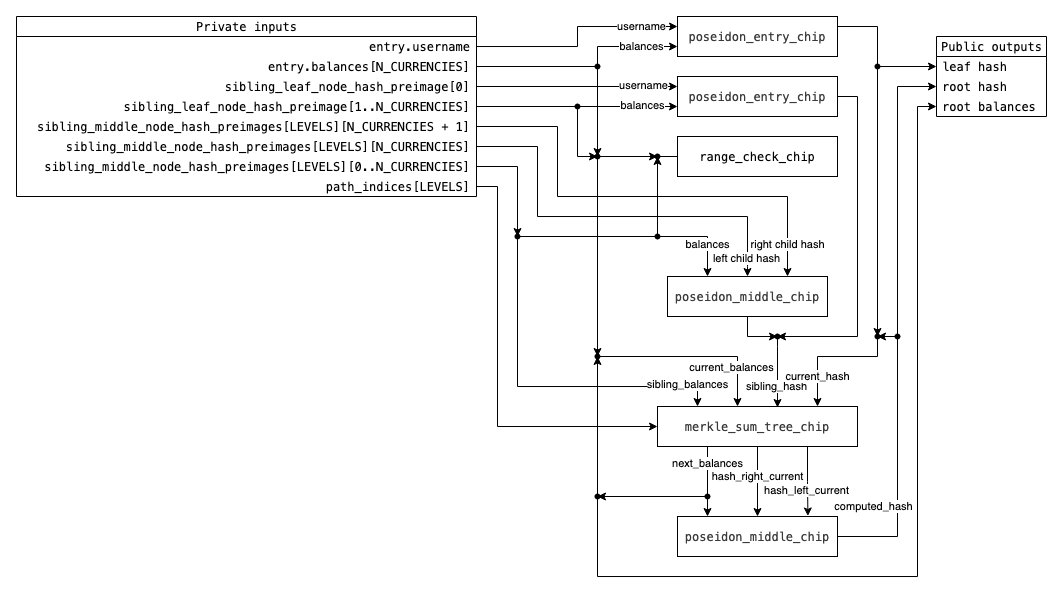 Private inputs
entry.username
entry.balances[N_CURRENCIES]
sibling_leaf_node_hash_preimage[0]
sibling_leaf_node_hash_preimage[1..N_CURRENCIES]
sibling_middle_node_hash_preimages[LEVELS][N_CURRENCIES + 1]
sibling_middle_node_hash_preimages[LEVELS][N_CURRENCIES]
sibling_middle_node_hash_preimages[LEVELS][0..N_CURRENCIES]
path_indices[LEVELS]
username
balances
poseidon_entry_chip
username
balances
poseidon_entry_chip
range_check_chip
Public outputs
leaf hash
root hash
root balances
balances
right child hash
left child hash
poseidon_middle_chip
current_balances
current_hash
sibling_balances
sibling_hash
merkle_sum_tree_chip
next_balances
hash_right_current
hash_left_current
computed_hash
poseidon_middle_chip